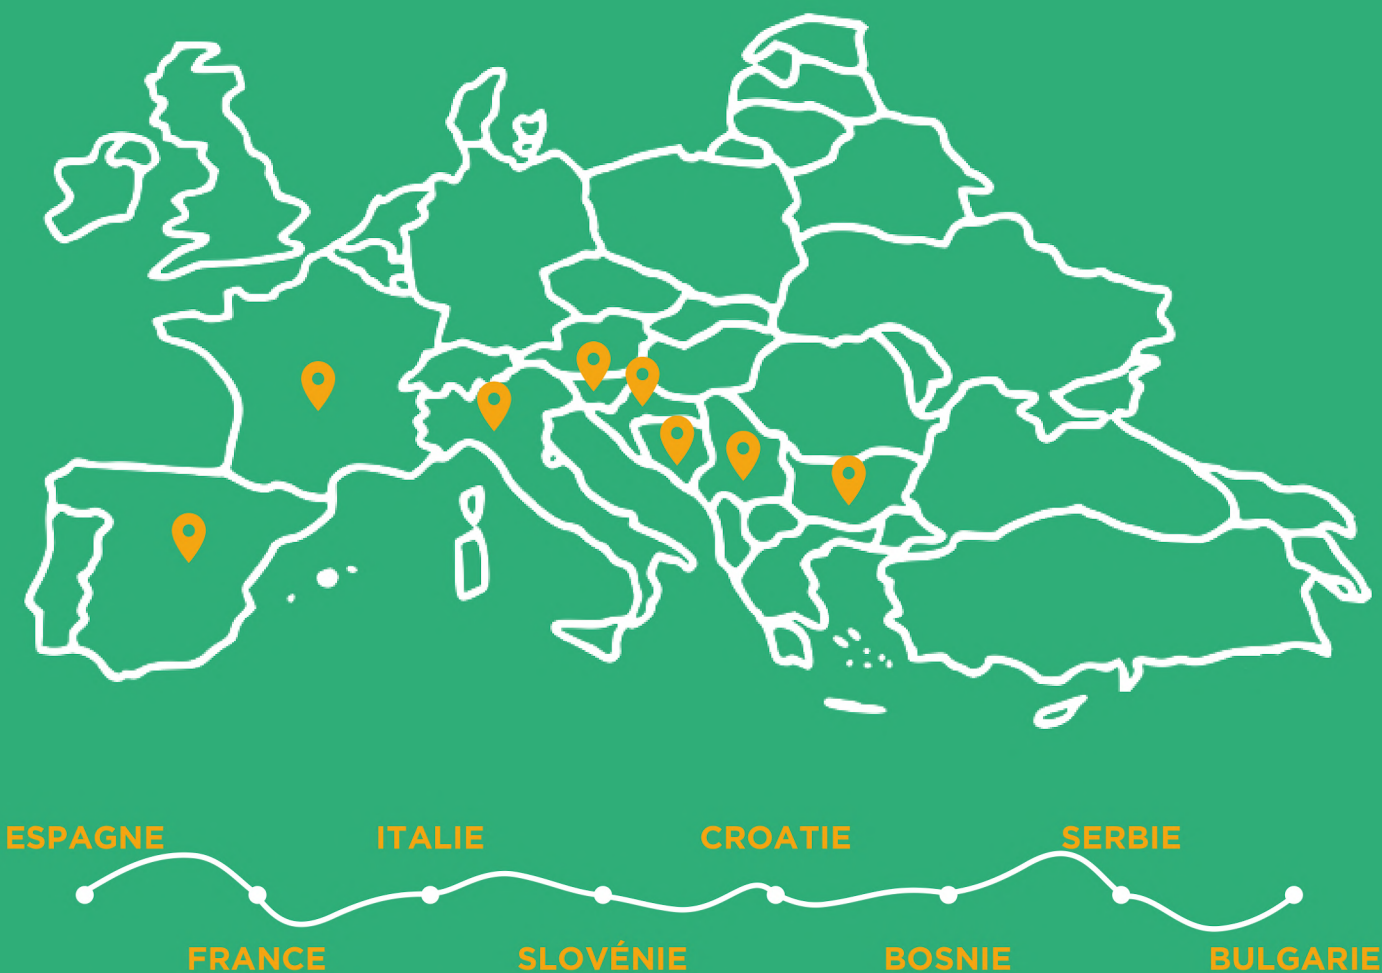 ESPAGNE
FRANCE
ITALIE
SLOVÉNIE
CROATIE
BOSNIE
SERBIE
BULGARIE